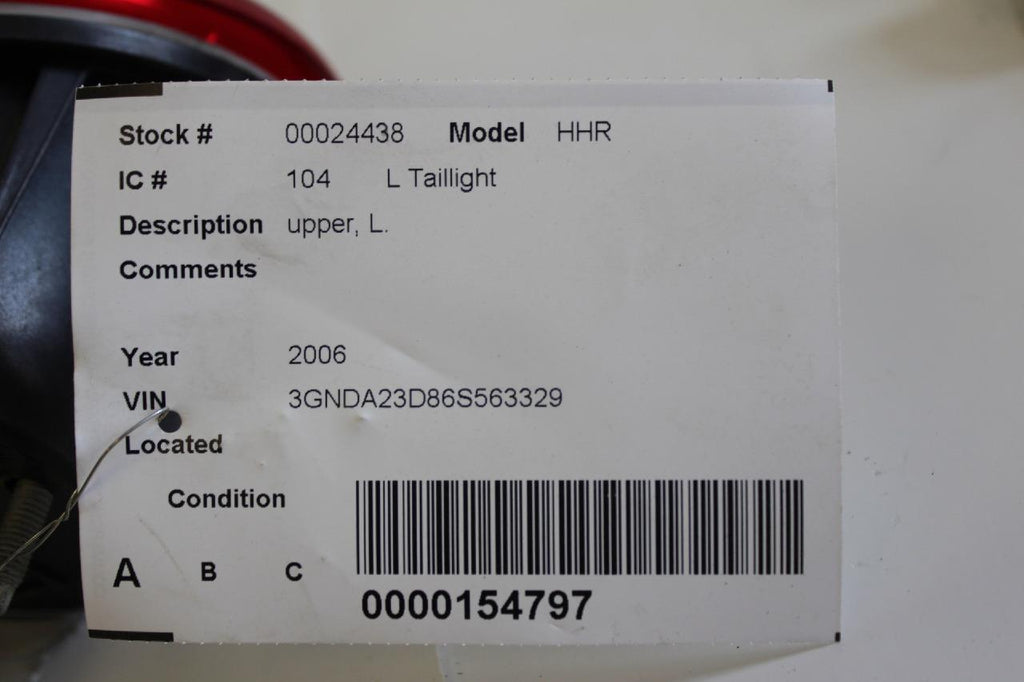 Stock # 00024438 Model HHR
IC # 104 L Taillight
Description upper, L.
Comments
Year 2006
VIN 3GNDA23D86S563329
Located
Condition
A B C
0000154797